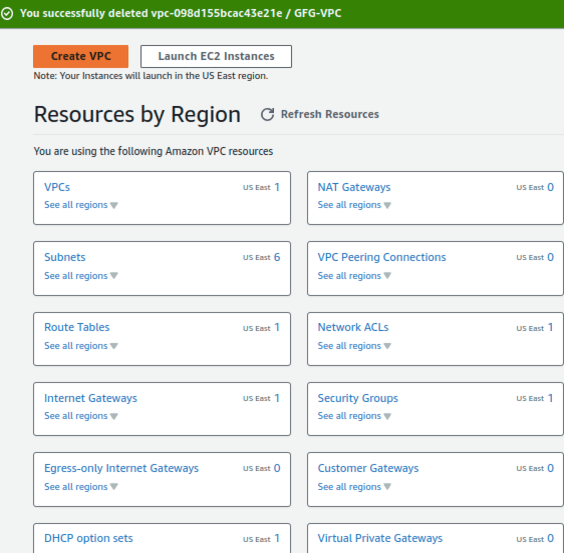 You successfully deleted vpc-098d155bcac43e21e / GFG-VPC
Create VPC
Launch EC2 Instances
Note: Your Instances will launch in the US East region.
Resources by Region
Refresh Resources
You are using the following Amazon VPC resources
VPCs US East 1
See all regions
NAT Gateways US East 0
See all regions
Subnets US East 6
See all regions
VPC Peering Connections US East 0
See all regions
Route Tables US East 1
See all regions
Network ACLs US East 1
See all regions
Internet Gateways US East 1
See all regions
Security Groups US East 1
See all regions
Egress-only Internet Gateways US East 0
See all regions
Customer Gateways US East 0
See all regions
DHCP option sets US East 1
Virtual Private Gateways US East 0